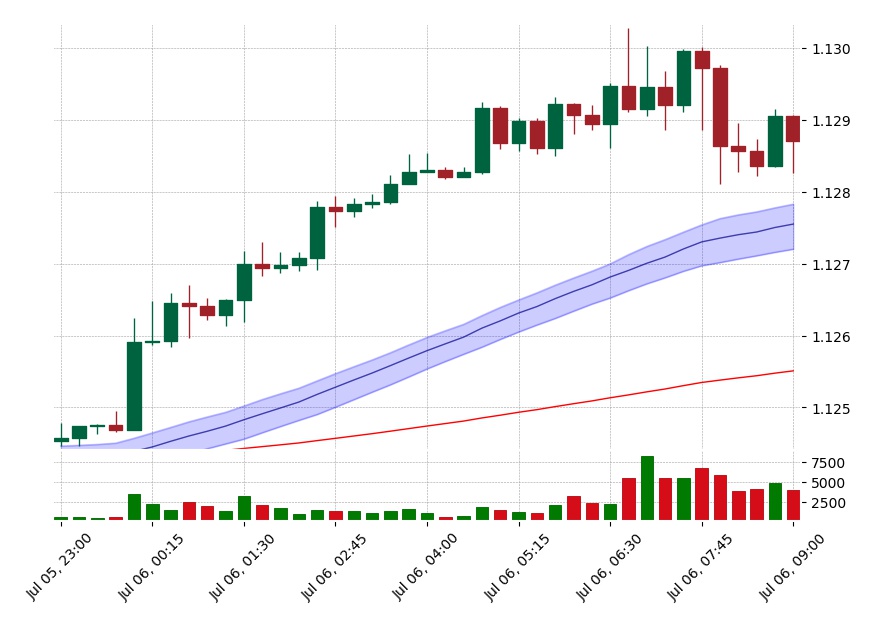 1.130
1.129
1.128
1.127
1.126
1.125
7500
5000
2500
Jul 05, 23:00
Jul 06, 00:15
Jul 06, 01:30
Jul 06, 02:45
Jul 06, 04:00
Jul 06, 05:15
Jul 06, 06:30
Jul 06, 07:45
Jul 06, 09:00